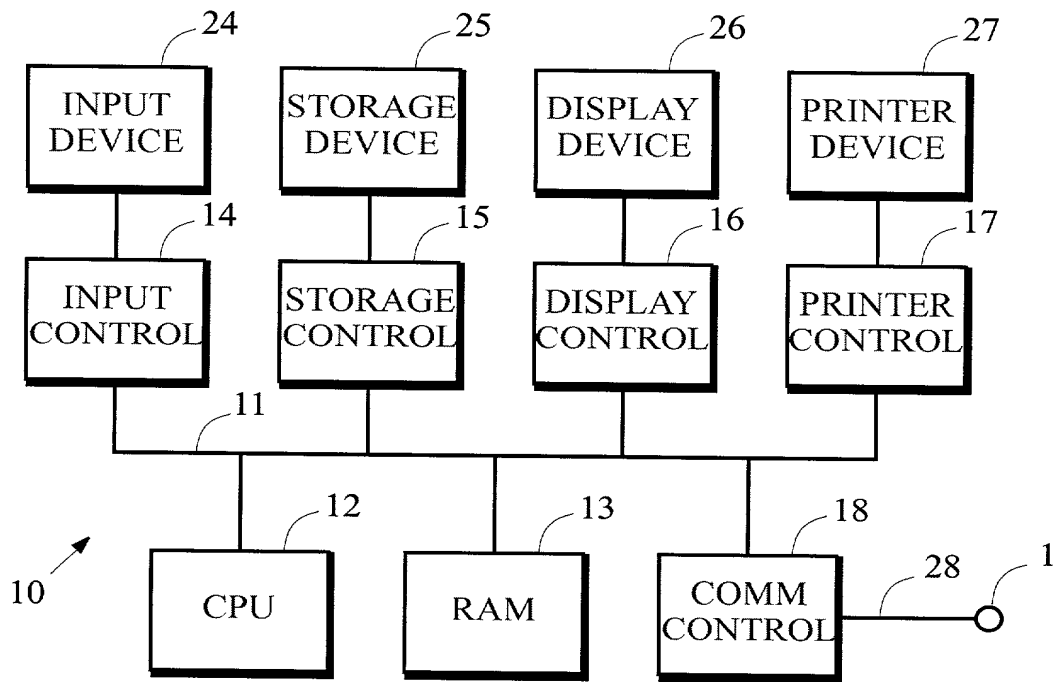 24
25
26
27
INPUT
DEVICE
STORAGE
DEVICE
DISPLAY
DEVICE
PRINTER
DEVICE
14
15
16
17
INPUT
CONTROL
STORAGE
CONTROL
DISPLAY
CONTROL
PRINTER
CONTROL
11
12
13
18
1
10
CPU
RAM
COMM
CONTROL
28